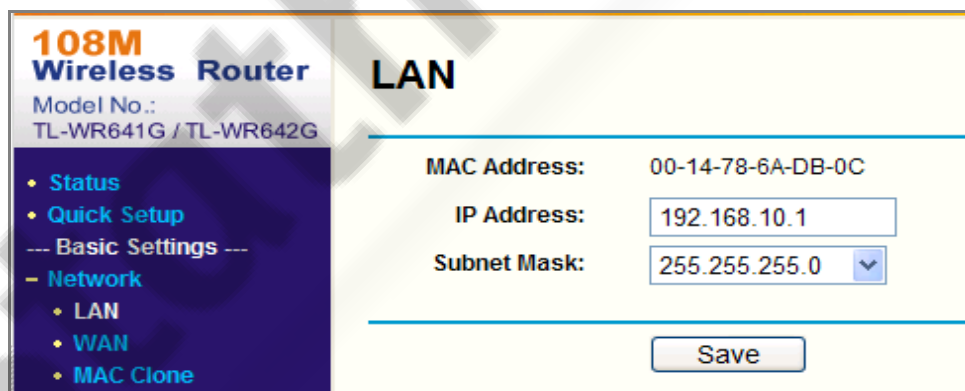 108M
Wireless Router
Model No.:
TL-WR641G / TL-WR642G
• Status
• Quick Setup
--- Basic Settings ---
– Network
• LAN
• WAN
• MAC Clone
LAN
MAC Address: 00-14-78-6A-DB-0C
IP Address: 192.168.10.1
Subnet Mask: 255.255.255.0
Save